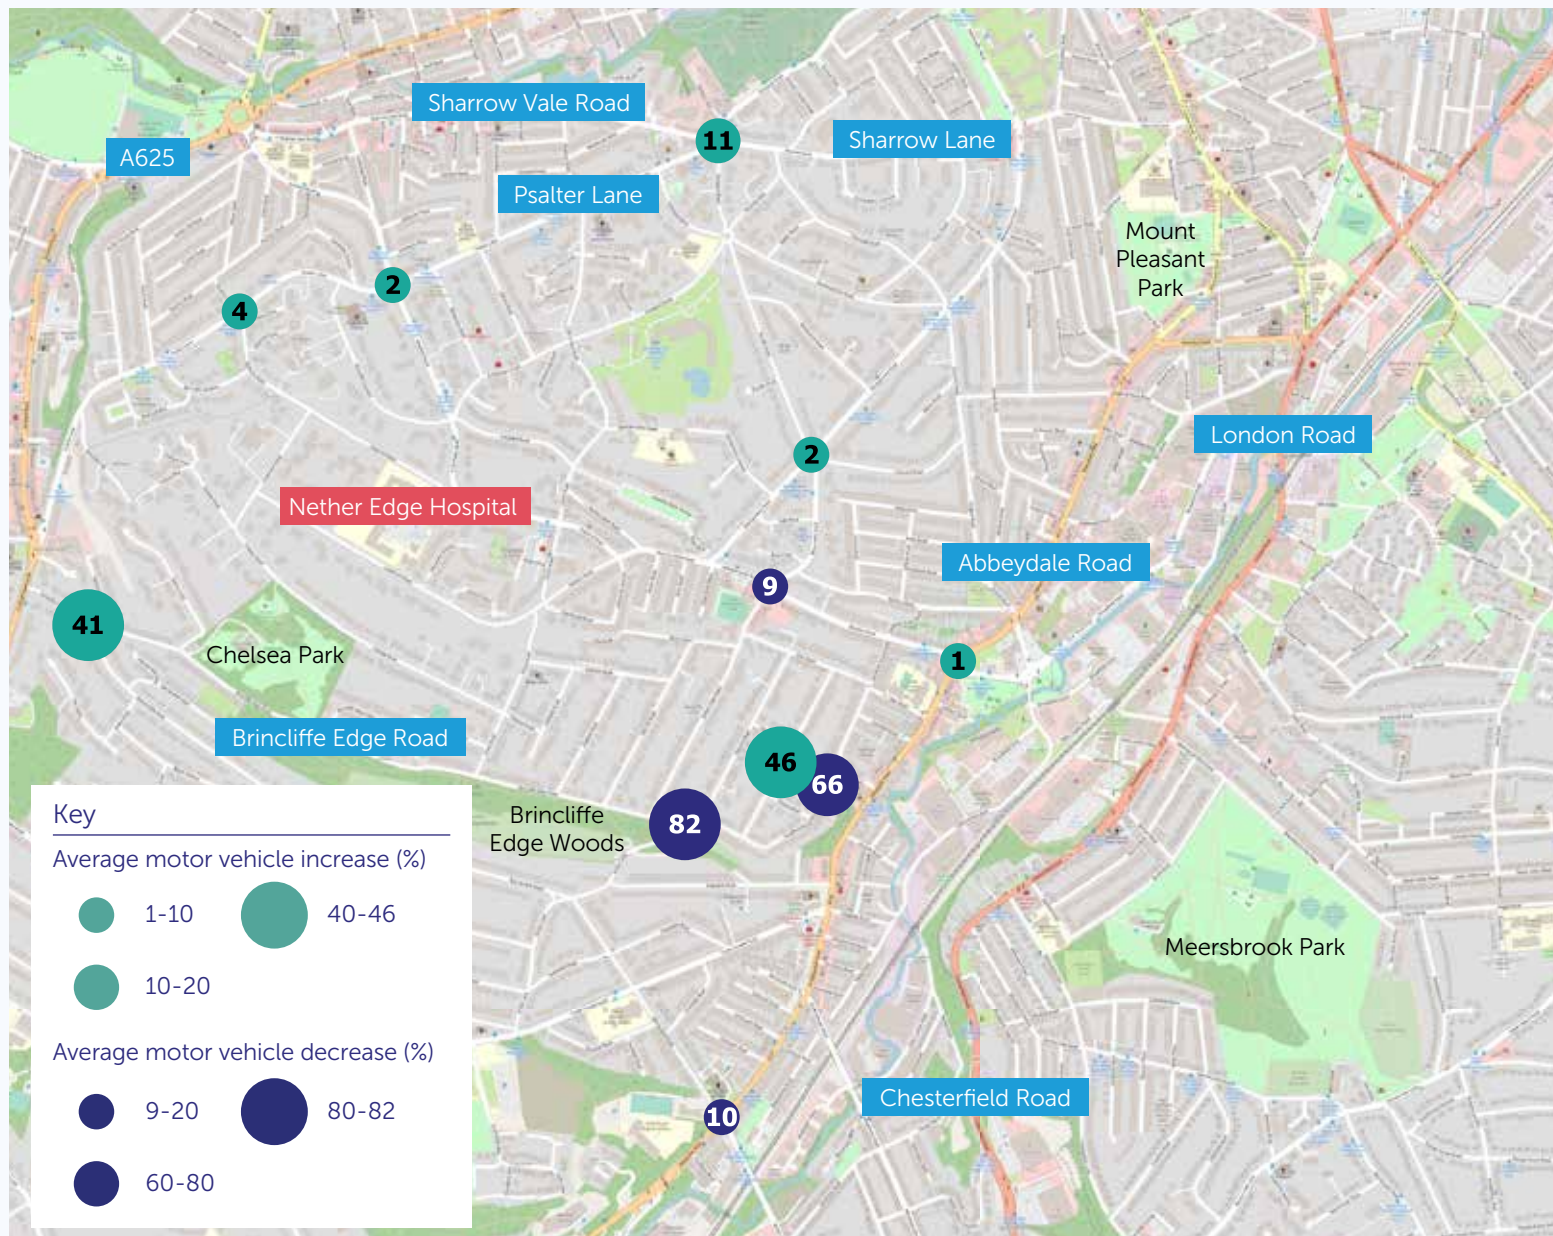 Sharrow Vale Road
11
Sharrow Lane
A625
Psalter Lane
Mount
Pleasant
Park
2
4
London Road
2
Nether Edge Hospital
Abbeydale Road
9
41
Chelsea Park
1
Brincliffe Edge Road
46
66
82
Brincliffe
Edge Woods
Key
Average motor vehicle increase (%)
1-10
40-46
10-20
Average motor vehicle decrease (%)
9-20
80-82
60-80
Meersbrook Park
Chesterfield Road
10